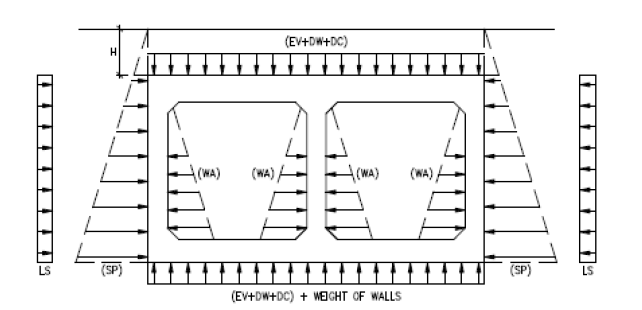 (EV+DW+DC)
H
(WA) (WA) (WA) (WA)
LS (SP) (SP) LS
(EV+DW+DC) + WEIGHT OF WALLS